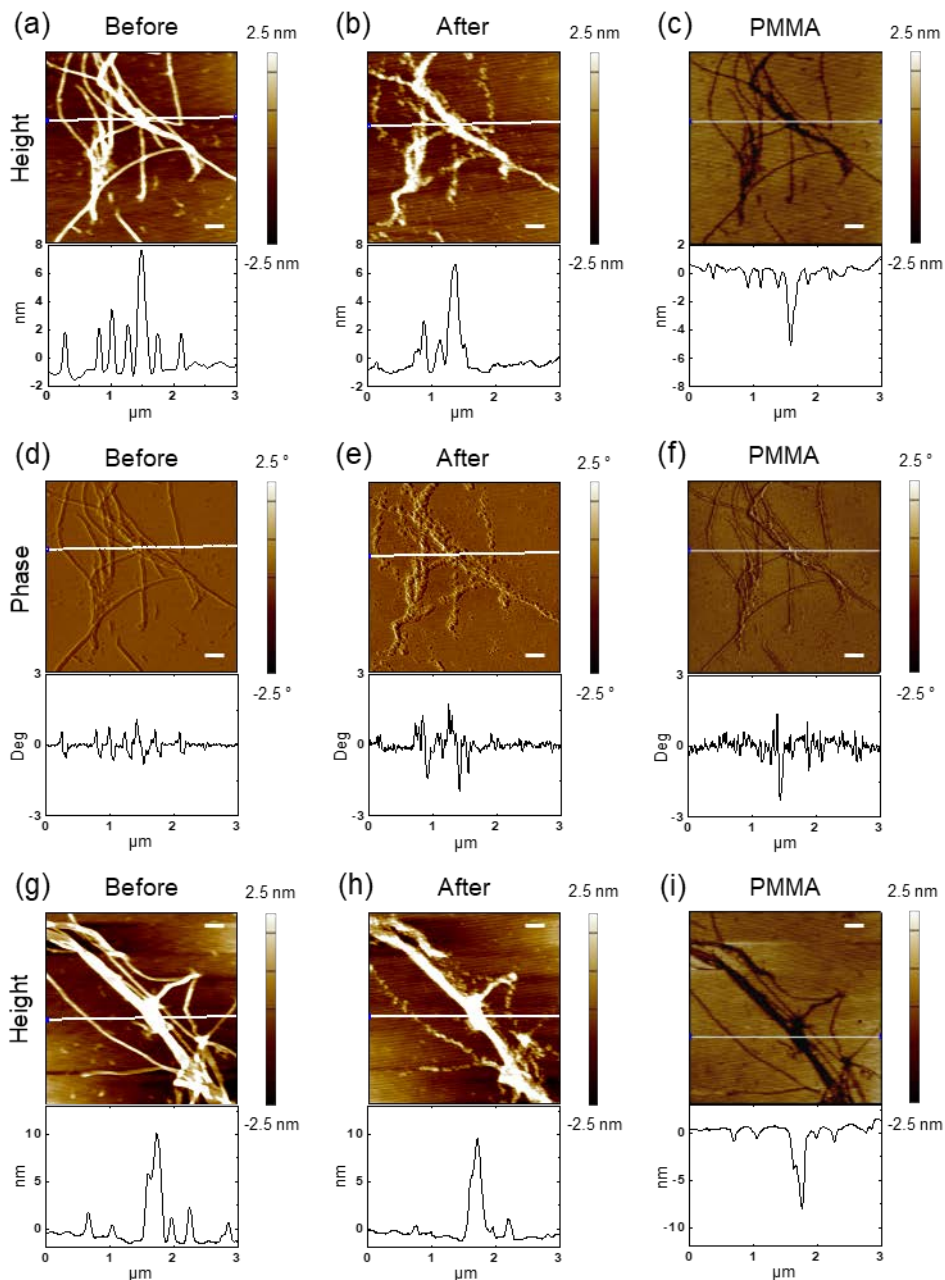 (a) Before 2.5 nm (b) After 2.5 nm (c) PMMA 2.5 nm
Height
-2.5 nm -2.5 nm -2.5 nm
8 8 2
6 6 0
4 4 -2
nm 2 nm 2 nm -4
0 0 -6
-2 -2 -8
0 1 2 3 0 1 2 3 0 1 2 3
µm µm µm
(d) Before 2.5 ° (e) After 2.5 ° (f) PMMA 2.5 °
Phase
-2.5 ° -2.5 ° -2.5 °
3 3 3
Deg 0 Deg 0 Deg 0
-3 -3 -3
0 1 2 3 0 1 2 3 0 1 2 3
µm µm µm
(g) Before 2.5 nm (h) After 2.5 nm (i) PMMA 2.5 nm
Height
-2.5 nm -2.5 nm -2.5 nm
10 10 0
nm 5 nm 5 nm -5
0 0 -10
0 1 2 3 0 1 2 3 0 1 2 3
µm µm µm